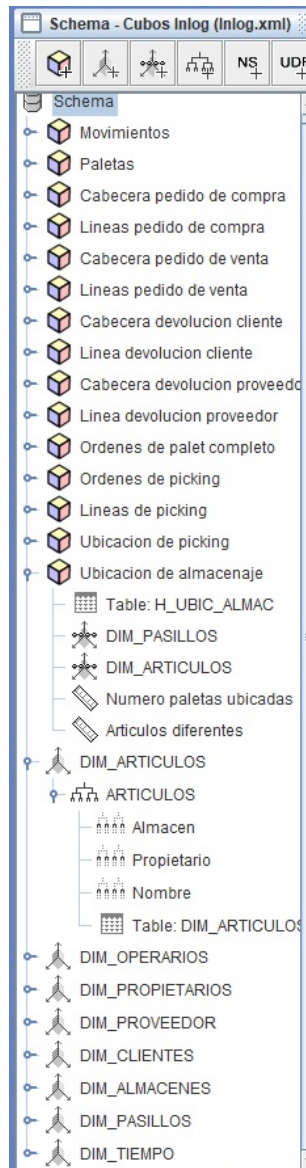 Schema - Cubos Inlog (Inlog.xml)
NS UDF
Schema
Movimientos
Paletas
Cabecera pedido de compra
Lineas pedido de compra
Cabecera pedido de venta
Lineas pedido de venta
Cabecera devolucion cliente
Linea devolucion cliente
Cabecera devolucion proveedo
Linea devolucion proveedor
Ordenes de palet completo
Ordenes de picking
Lineas de picking
Ubicacion de picking
Ubicacion de almacenaje
Table: H_UBIC_ALMAC
DIM_PASILLOS
DIM_ARTICULOS
Numero paletas ubicadas
Articulos diferentes
DIM_ARTICULOS
ARTICULOS
Almacen
Propietario
Nombre
Table: DIM_ARTICULOS
DIM_OPERARIOS
DIM_PROPIETARIOS
DIM_PROVEEDOR
DIM_CLIENTES
DIM_ALMACENES
DIM_PASILLOS
DIM_TIEMPO